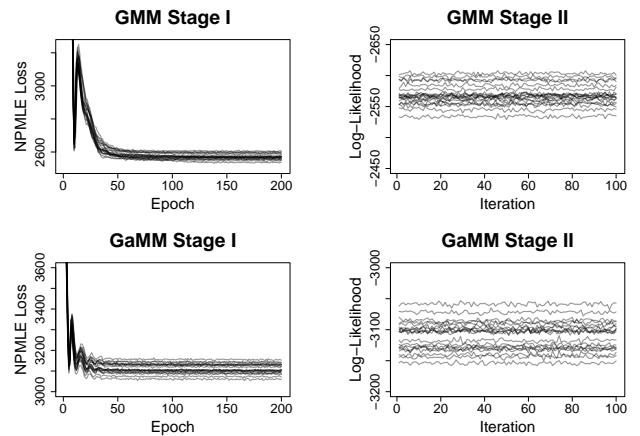 GMM Stage I
NPMLE Loss
3000
2600
0 50 100 150 200
Epoch
GMM Stage II
Log-Likelihood
-2650
-2550
-2450
0 20 40 60 80 100
Iteration
GaMM Stage I
NPMLE Loss
3600
3400
3200
3000
0 50 100 150 200
Epoch
GaMM Stage II
Log-Likelihood
-3000
-3100
-3200
0 20 40 60 80 100
Iteration